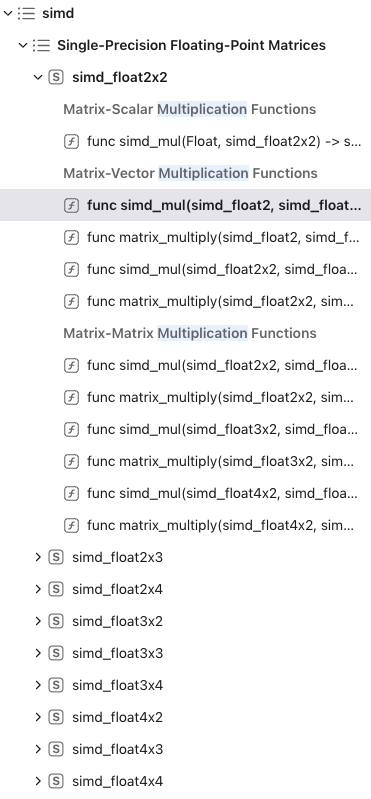 simd
Single-Precision Floating-Point Matrices
S simd_float2x2
Matrix-Scalar Multiplication Functions
f func simd_mul(Float, simd_float2x2) -> s...
Matrix-Vector Multiplication Functions
f func simd_mul(simd_float2, simd_float...
f func matrix_multiply(simd_float2, simd_f...
f func simd_mul(simd_float2x2, simd_floa...
f func matrix_multiply(simd_float2x2, sim...
Matrix-Matrix Multiplication Functions
f func simd_mul(simd_float2x2, simd_floa...
f func matrix_multiply(simd_float2x2, sim...
f func simd_mul(simd_float3x2, simd_floa...
f func matrix_multiply(simd_float3x2, sim...
f func simd_mul(simd_float4x2, simd_floa...
f func matrix_multiply(simd_float4x2, sim...
S simd_float2x3
S simd_float2x4
S simd_float3x2
S simd_float3x3
S simd_float3x4
S simd_float4x2
S simd_float4x3
S simd_float4x4